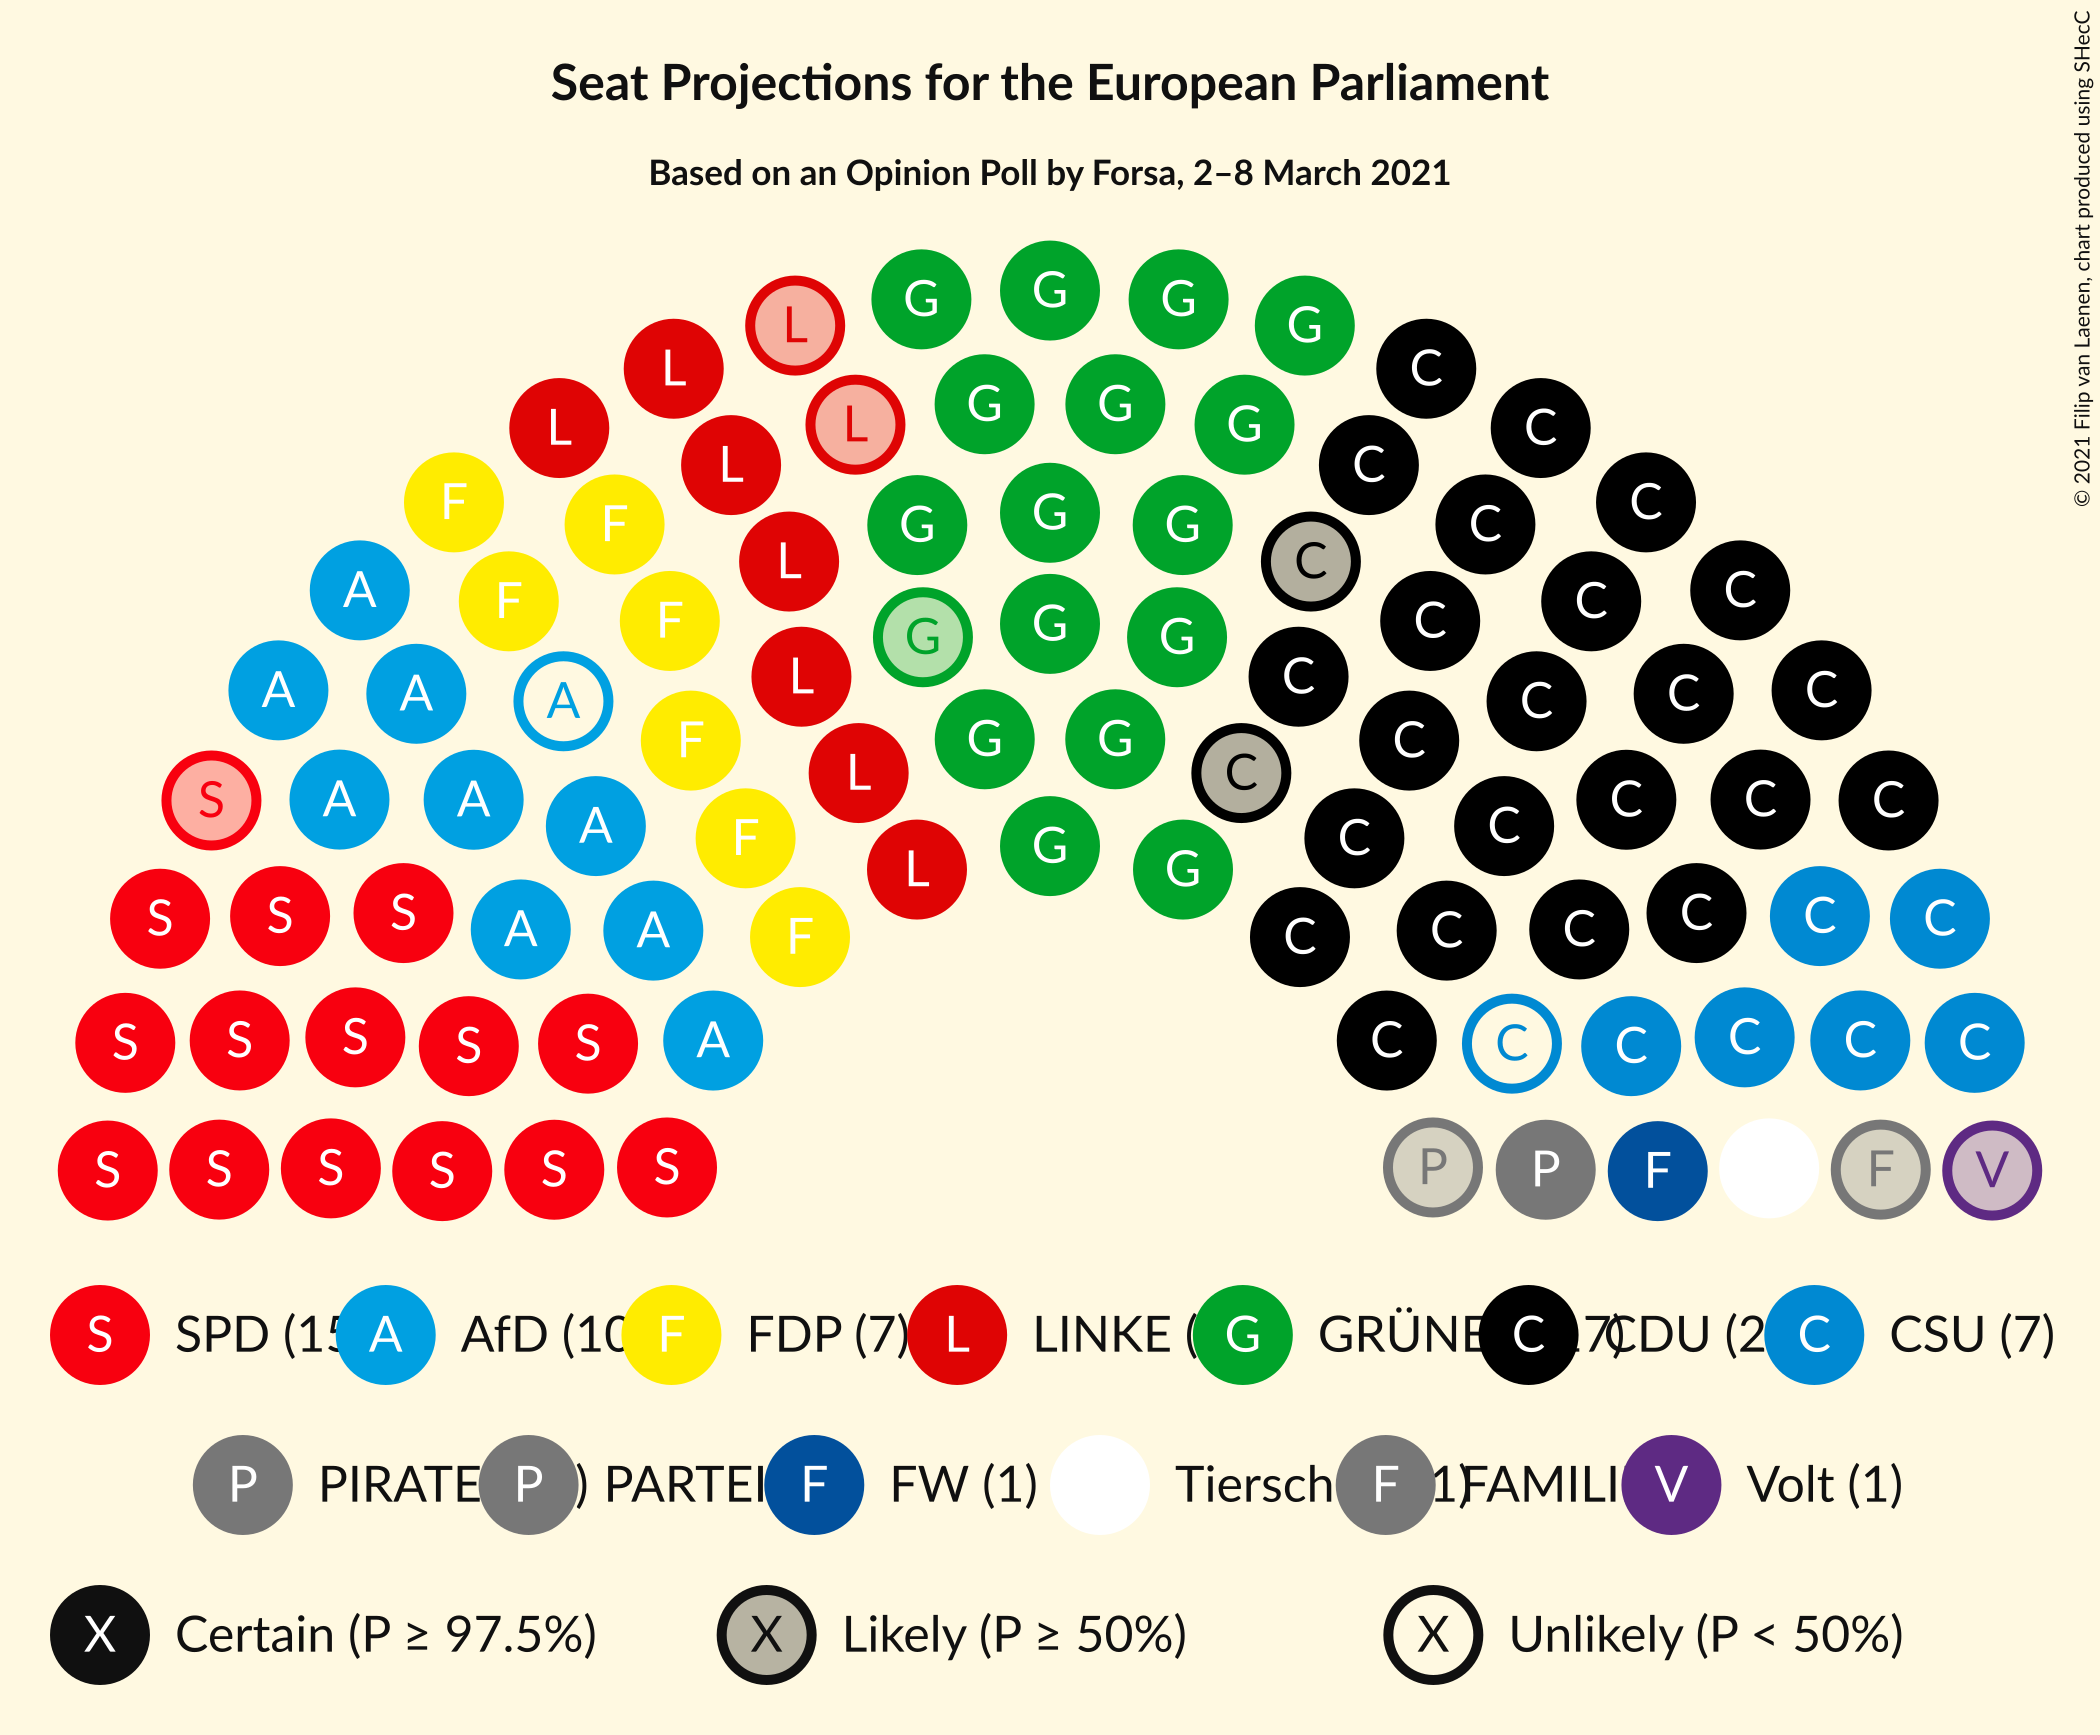 Seat Projections for the European Parliament
Based on an Opinion Poll by Forsa, 2–8 March 2021
© 2021 Filip van Laenen, chart produced using SHecC
G G G G
L L
L C
L G G G C
L L G G G C C
F F C C
L G G G C
A F F G G G C C C
A A A L C C C C
F G G C C
S A A A L C C C C C
F G G C
S S S A A F L C C C C C C
S S S S S A C C C C C C
S S S S S S P P F F V
S SPD (15 A AfD (10 F FDP (7) L LINKE ( G GRÜNE C 7) CDU (2 C CSU (7)
P PIRATE P ) PARTEI F FW (1) Tiersch F 1) FAMILI V Volt (1)
X Certain (P ≥ 97.5%) X Likely (P ≥ 50%) X Unlikely (P < 50%)